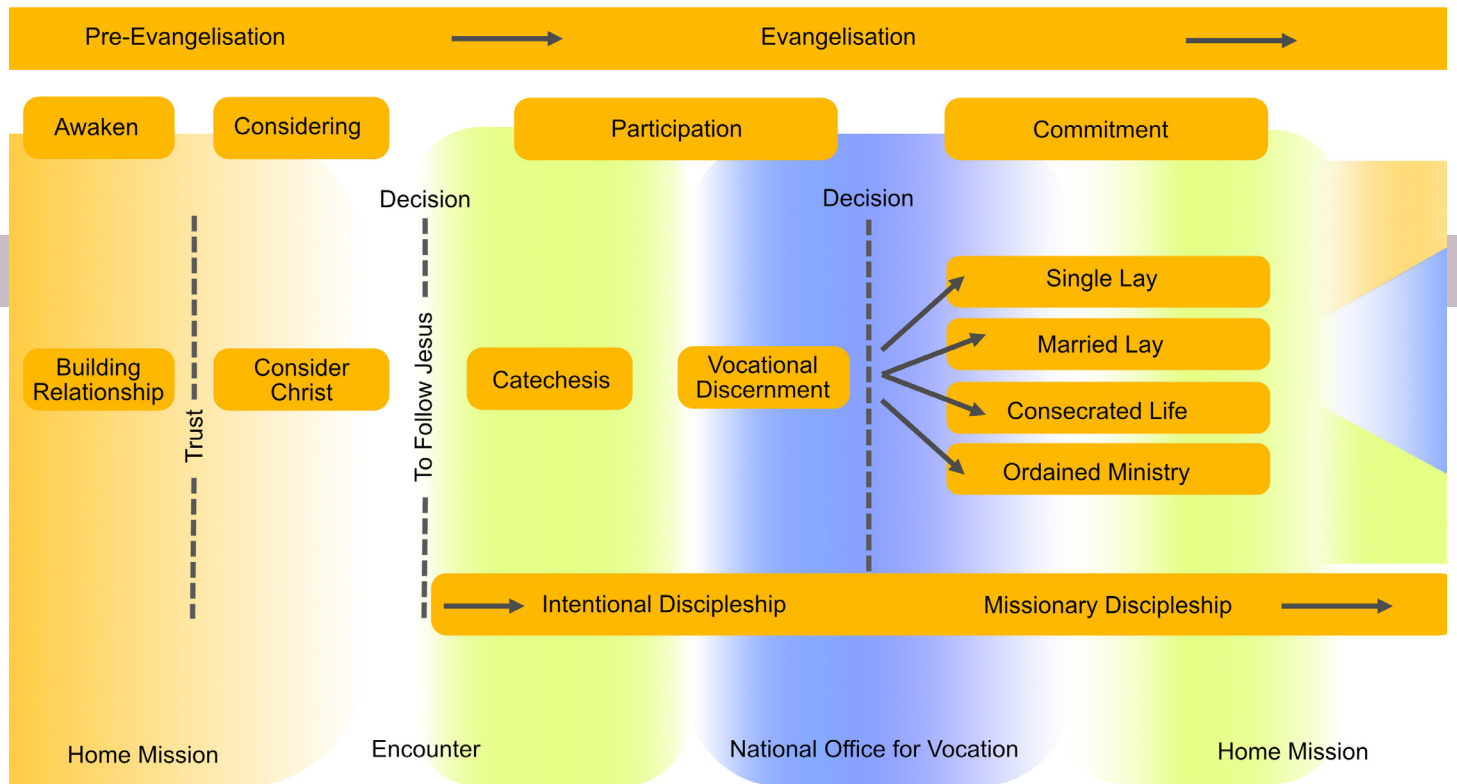 Pre-Evangelisation
Evangelisation
Awaken
Considering
Participation
Commitment
Decision
Decision
Building
Relationship
Trust
Consider
Christ
To Follow Jesus
Catechesis
Vocational
Discernment
Single Lay
Married Lay
Consecrated Life
Ordained Ministry
Intentional Discipleship
Missionary Discipleship
Home Mission
Encounter
National Office for Vocation
Home Mission